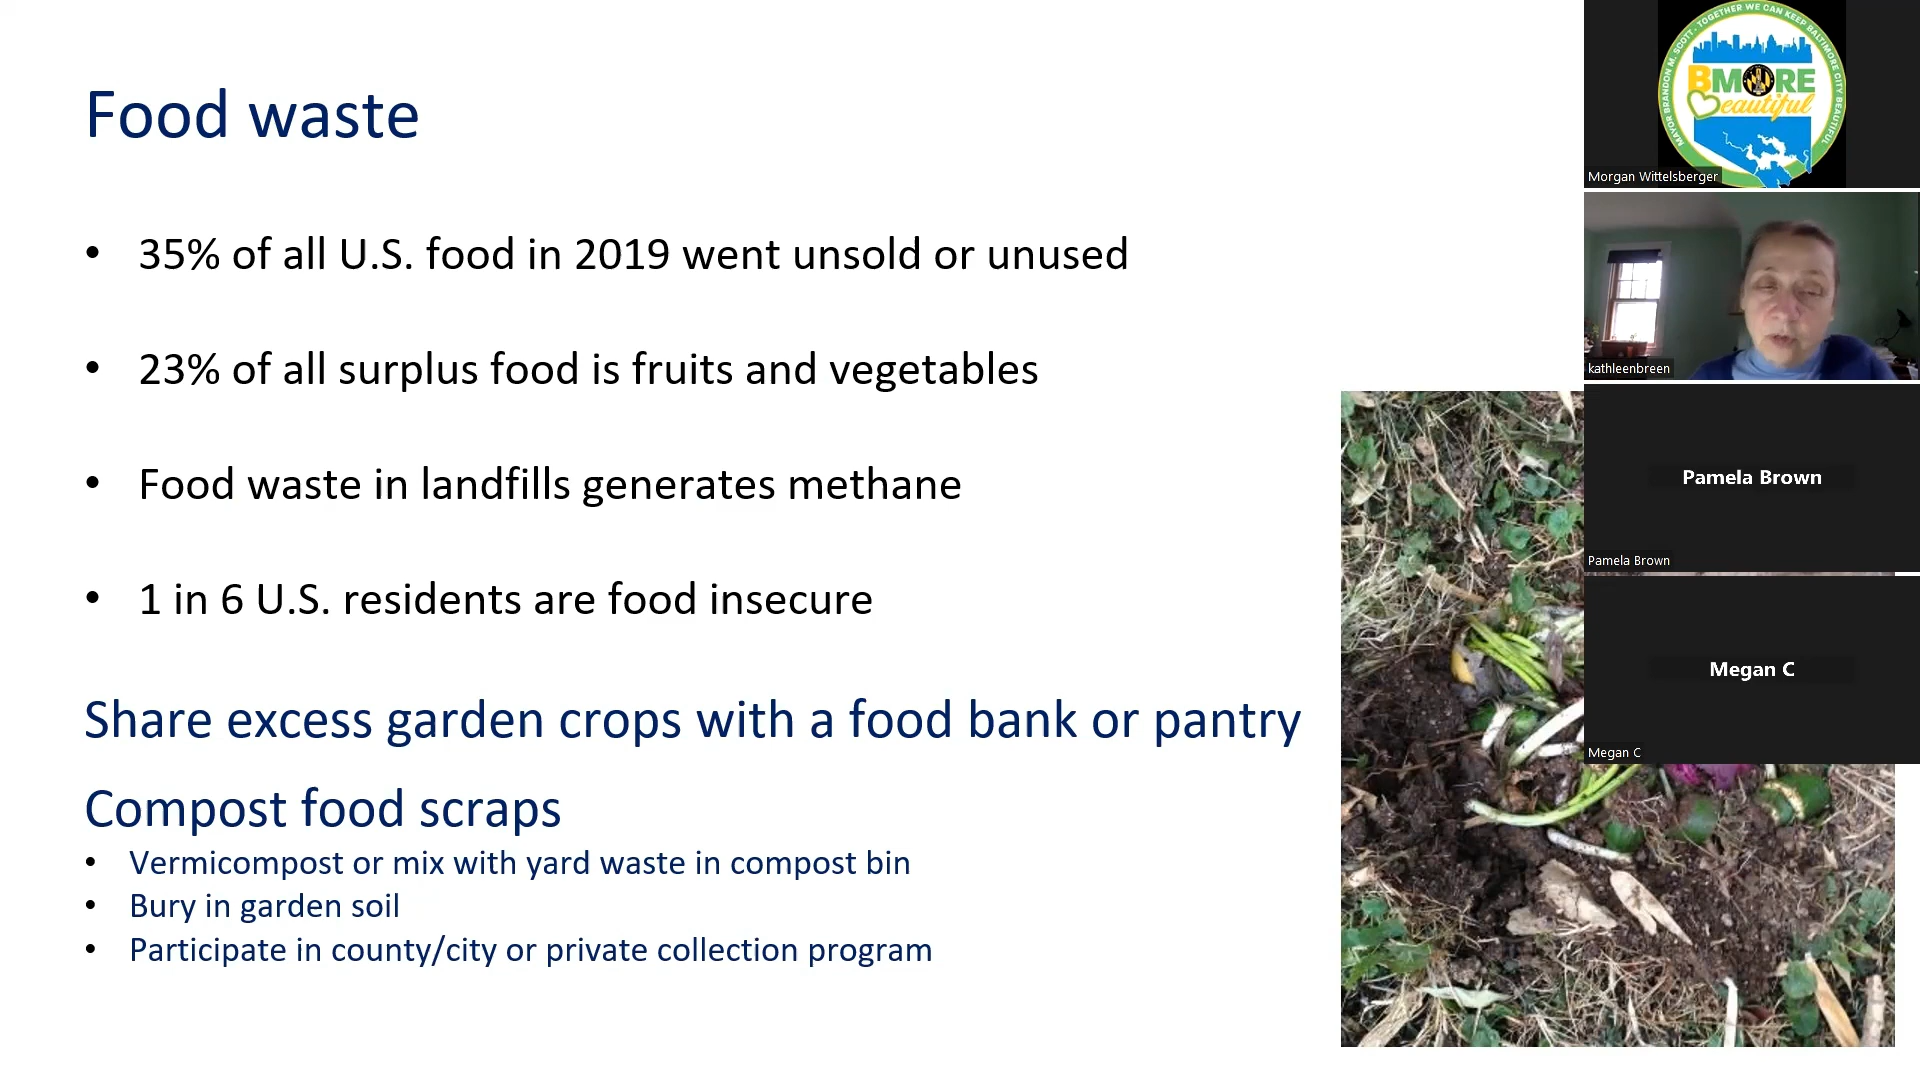 Food waste
• 35% of all U.S. food in 2019 went unsold or unused
• 23% of all surplus food is fruits and vegetables
• Food waste in landfills generates methane
• 1 in 6 U.S. residents are food insecure
Share excess garden crops with a food bank or pantry
Compost food scraps
• Vermicompost or mix with yard waste in compost bin
• Bury in garden soil
• Participate in county/city or private collection program
MAYOR BRANDON M. SCOTT - TOGETHER WE CAN KEEP BALTIMORE CITY BEAUTIFUL
BMORE
Beautiful
Morgan Wittelsberger
kathleenbreen
Pamela Brown
Pamela Brown
Megan C
Megan C